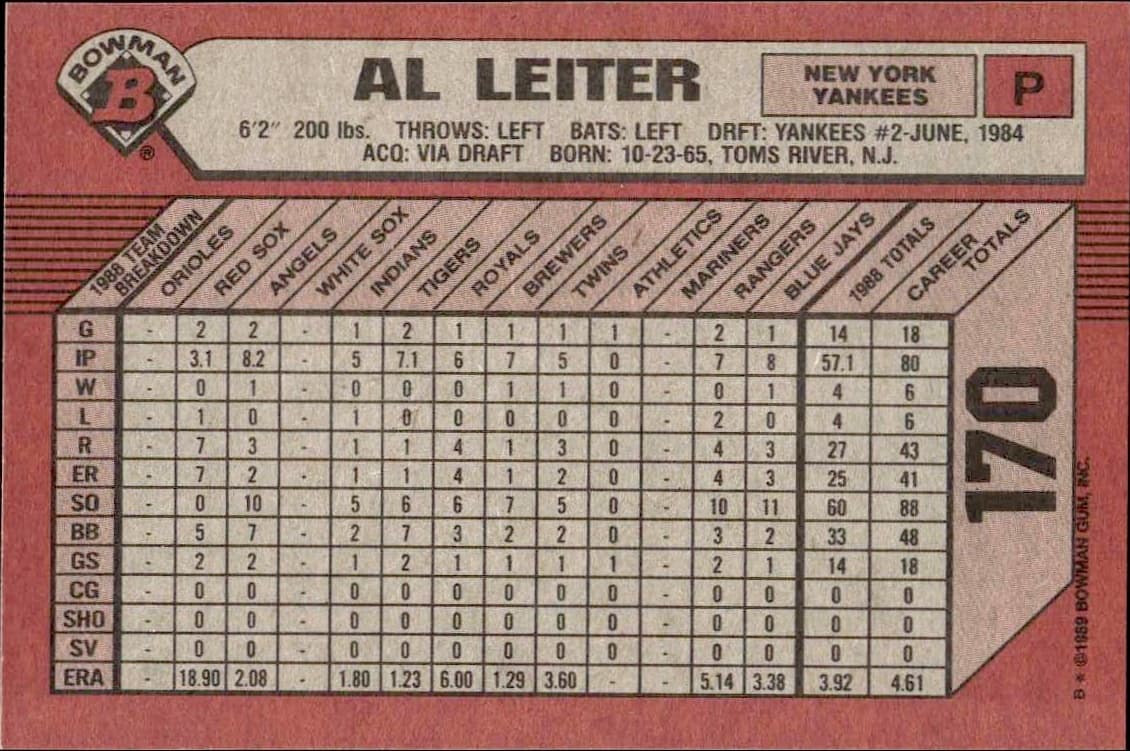 BOWMAN
B
®
AL LEITER
NEW YORK
YANKEES
P
6'2" 200 lbs. THROWS: LEFT BATS: LEFT DRFT: YANKEES #2-JUNE, 1984
ACQ: VIA DRAFT BORN: 10-23-65, TOMS RIVER, N.J.
1988 TEAM
BREAKDOWN
ORIOLES
RED SOX
ANGELS
WHITE SOX
INDIANS
TIGERS
ROYALS
BREWERS
TWINS
ATHLETICS
MARINERS
RANGERS
BLUE JAYS
1988 TOTALS
CAREER
TOTALS
G - 2 2 - 1 2 1 1 1 1 - 2 1 14 18
IP - 3.1 8.2 - 5 7.1 6 7 5 0 - 7 8 57.1 80
W - 0 1 - 0 0 0 1 1 0 - 0 1 4 6
L - 1 0 - 1 0 0 0 0 0 - 2 0 4 6
R - 7 3 - 1 1 4 1 3 0 - 4 3 27 43
ER - 7 2 - 1 1 4 1 2 0 - 4 3 25 41
SO - 0 10 - 5 6 6 7 5 0 - 10 11 60 88
BB - 5 7 - 2 7 3 2 2 0 - 3 2 33 48
GS - 2 2 - 1 2 1 1 1 1 - 2 1 14 18
CG - 0 0 - 0 0 0 0 0 0 - 0 0 0 0
SHO - 0 0 - 0 0 0 0 0 0 - 0 0 0 0
SV - 0 0 - 0 0 0 0 0 0 - 0 0 0 0
ERA - 18.90 2.08 - 1.80 1.23 6.00 1.29 3.60 - - 5.14 3.38 3.92 4.61
170
B * ©1989 BOWMAN GUM, INC.